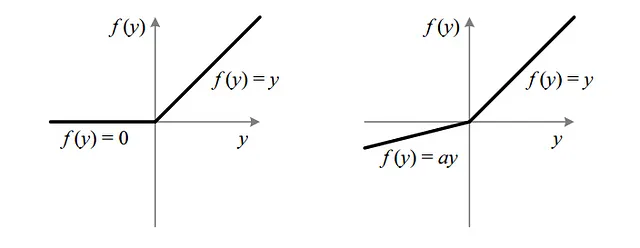 f(y)
f(y) = y
f(y) = 0
y
f(y)
f(y) = y
f(y) = ay
y